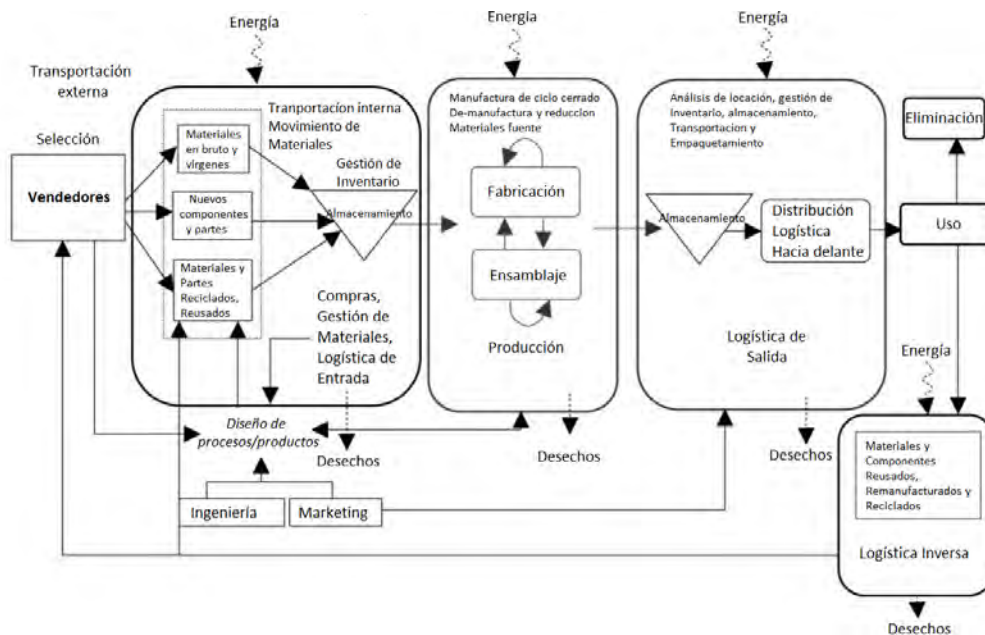 Energía
Energía
Energía
Transportación
externa
Selección
Vendedores
Tranportacíon interna
Movimiento de
Materiales
Materiales
en bruto y
vírgenes
Nuevos
componentes
y partes
Materiales y
Partes
Reciclados,
Reusados
Gestión de
Inventario
Almacenamiento
Compras,
Gestión de
Materiales,
Logística de
Entrada
Manufactura de ciclo cerrado
De-manufactura y reduccion
Materiales fuente
Fabricación
Ensamblaje
Producción
Análisis de locación, gestión de
Inventario, almacenamiento,
Transportacion y
Empaquetamiento
Almacenamiento
Distribución
Logística
Hacia delante
Logística de
Salida
Eliminación
Uso
Energía
Diseño de
procesos/productos
Desechos
Desechos
Desechos
Ingeniería
Marketing
Materiales y
Componentes
Reusados,
Remanufacturados y
Reciclados
Logística Inversa
Desechos